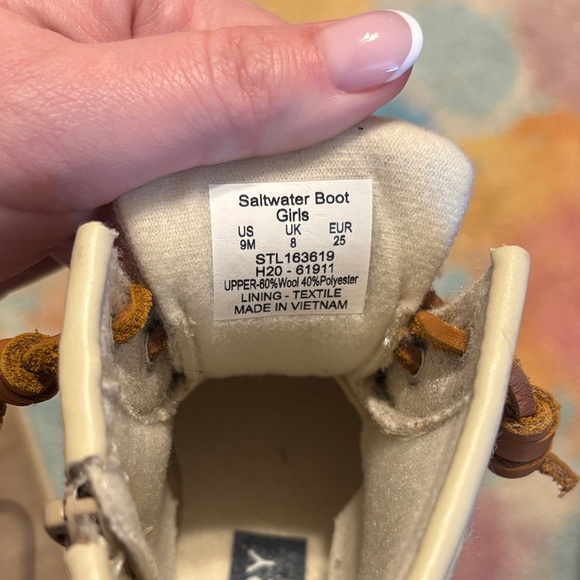 Saltwater Boot
Girls
US UK EUR
9M 8 25
STL163619
H20 - 61911
UPPER-60%Wool 40%Polyester
LINING - TEXTILE
MADE IN VIETNAM